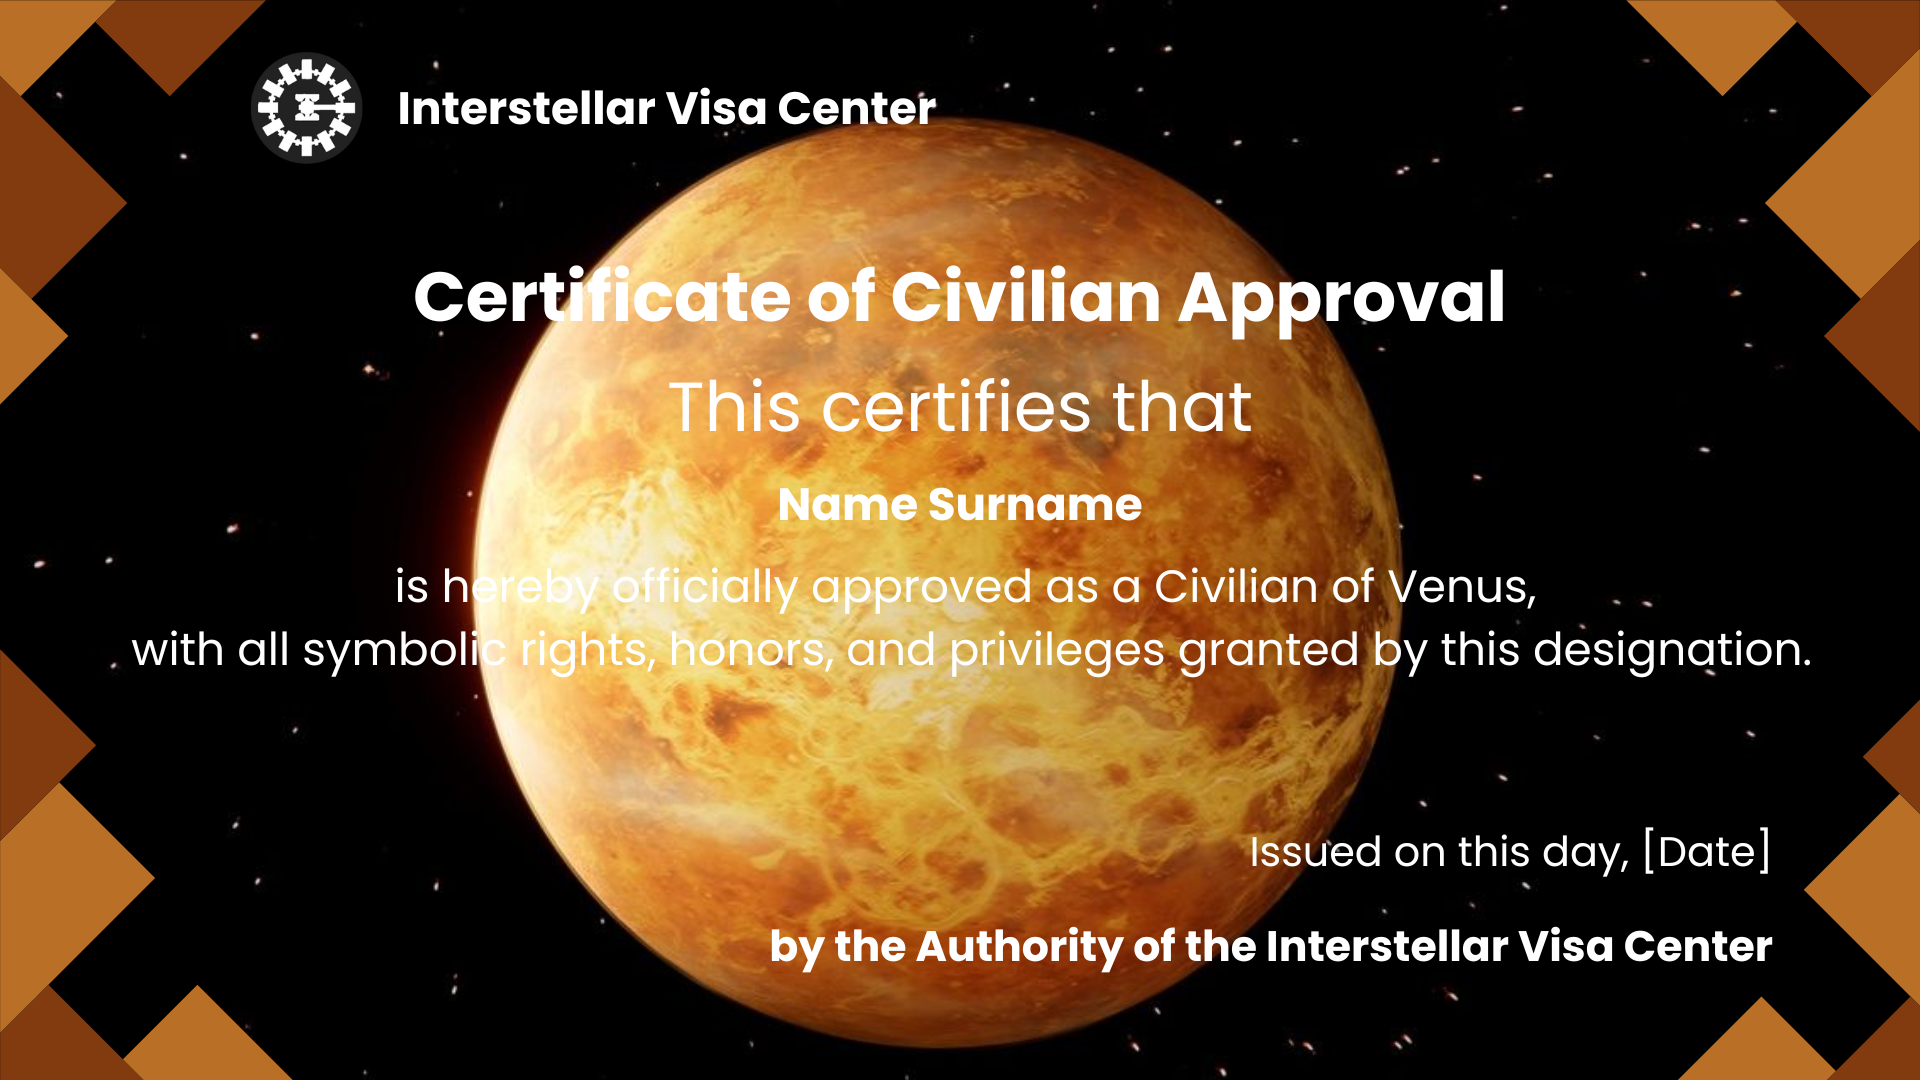 Interstellar Visa Center
Certificate of Civilian Approval
This certifies that
Name Surname
is hereby officially approved as a Civilian of Venus,
with all symbolic rights, honors, and privileges granted by this designation.
Issued on this day, [Date]
by the Authority of the Interstellar Visa Center